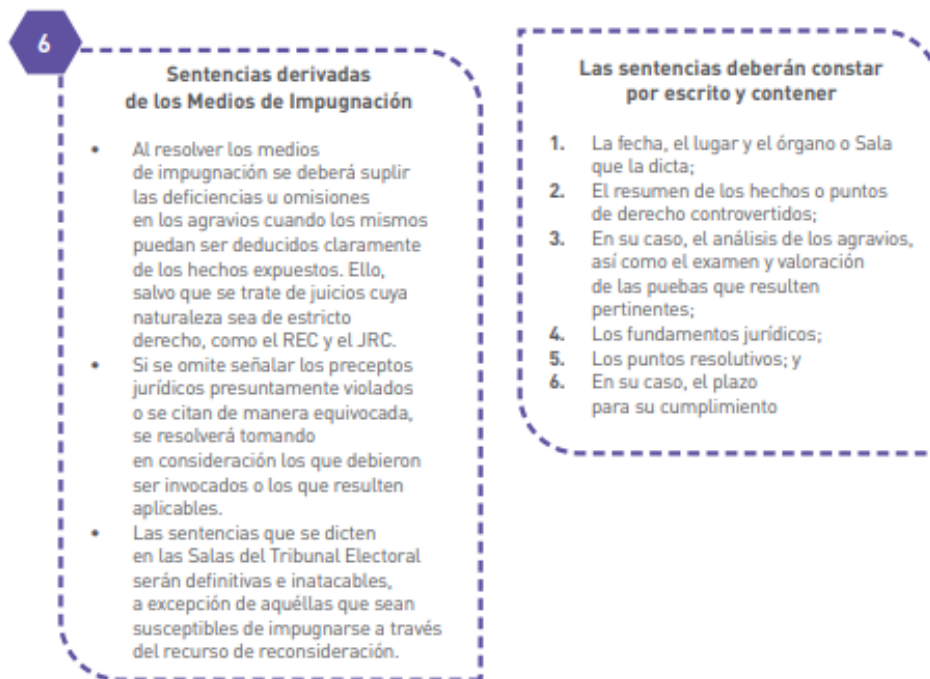 6
Sentencias derivadas
de los Medios de Impugnación
• Al resolver los medios
de impugnación se deberá suplir
las deficiencias u omisiones
en los agravios cuando los mismos
puedan ser deducidos claramente
de los hechos expuestos. Ello,
salvo que se trate de juicios cuya
naturaleza sea de estricto
derecho, como el REC y el JRC.
• Si se omite señalar los preceptos
jurídicos presuntamente violados
o se citan de manera equivocada,
se resolverá tomando
en consideración los que debieron
ser invocados o los que resulten
aplicables.
• Las sentencias que se dicten
en las Salas del Tribunal Electoral
serán definitivas e inatacables,
a excepción de aquéllas que sean
susceptibles de impugnarse a través
del recurso de reconsideración.
Las sentencias deberán constar
por escrito y contener
1. La fecha, el lugar y el órgano o Sala
que la dicta;
2. El resumen de los hechos o puntos
de derecho controvertidos;
3. En su caso, el análisis de los agravios,
así como el examen y valoración
de las puebas que resulten
pertinentes;
4. Los fundamentos jurídicos;
5. Los puntos resolutivos; y
6. En su caso, el plazo
para su cumplimiento